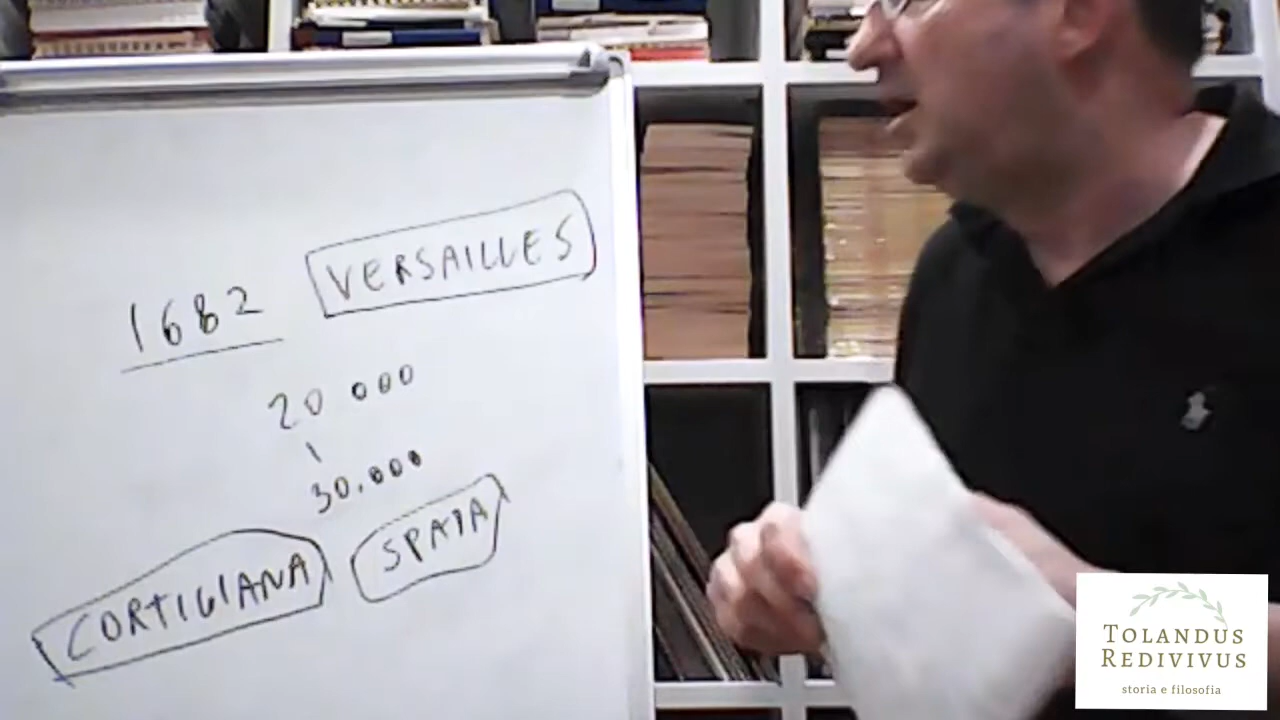 1682 VERSAILLES
20 000
30.000
CORTIGIANA SPADA
TOLANDUS
REDIVIVUS
storia e filosofia